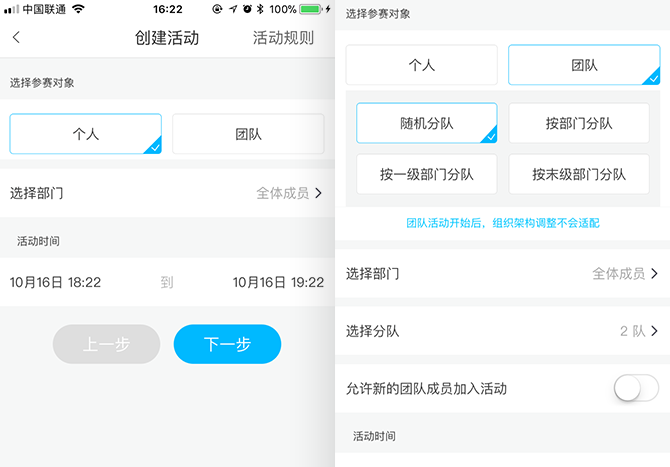 中国联通 16:22 100%
创建活动 活动规则
选择参赛对象
个人 团队
选择部门 全体成员
活动时间
10月16日 18:22 到 10月16日 19:22
上一步 下一步
选择参赛对象
个人 团队
随机分队 按部门分队
按一级部门分队 按末级部门分队
团队活动开始后，组织架构调整不会适配
选择部门 全体成员
选择分队 2 队
允许新的团队成员加入活动
活动时间